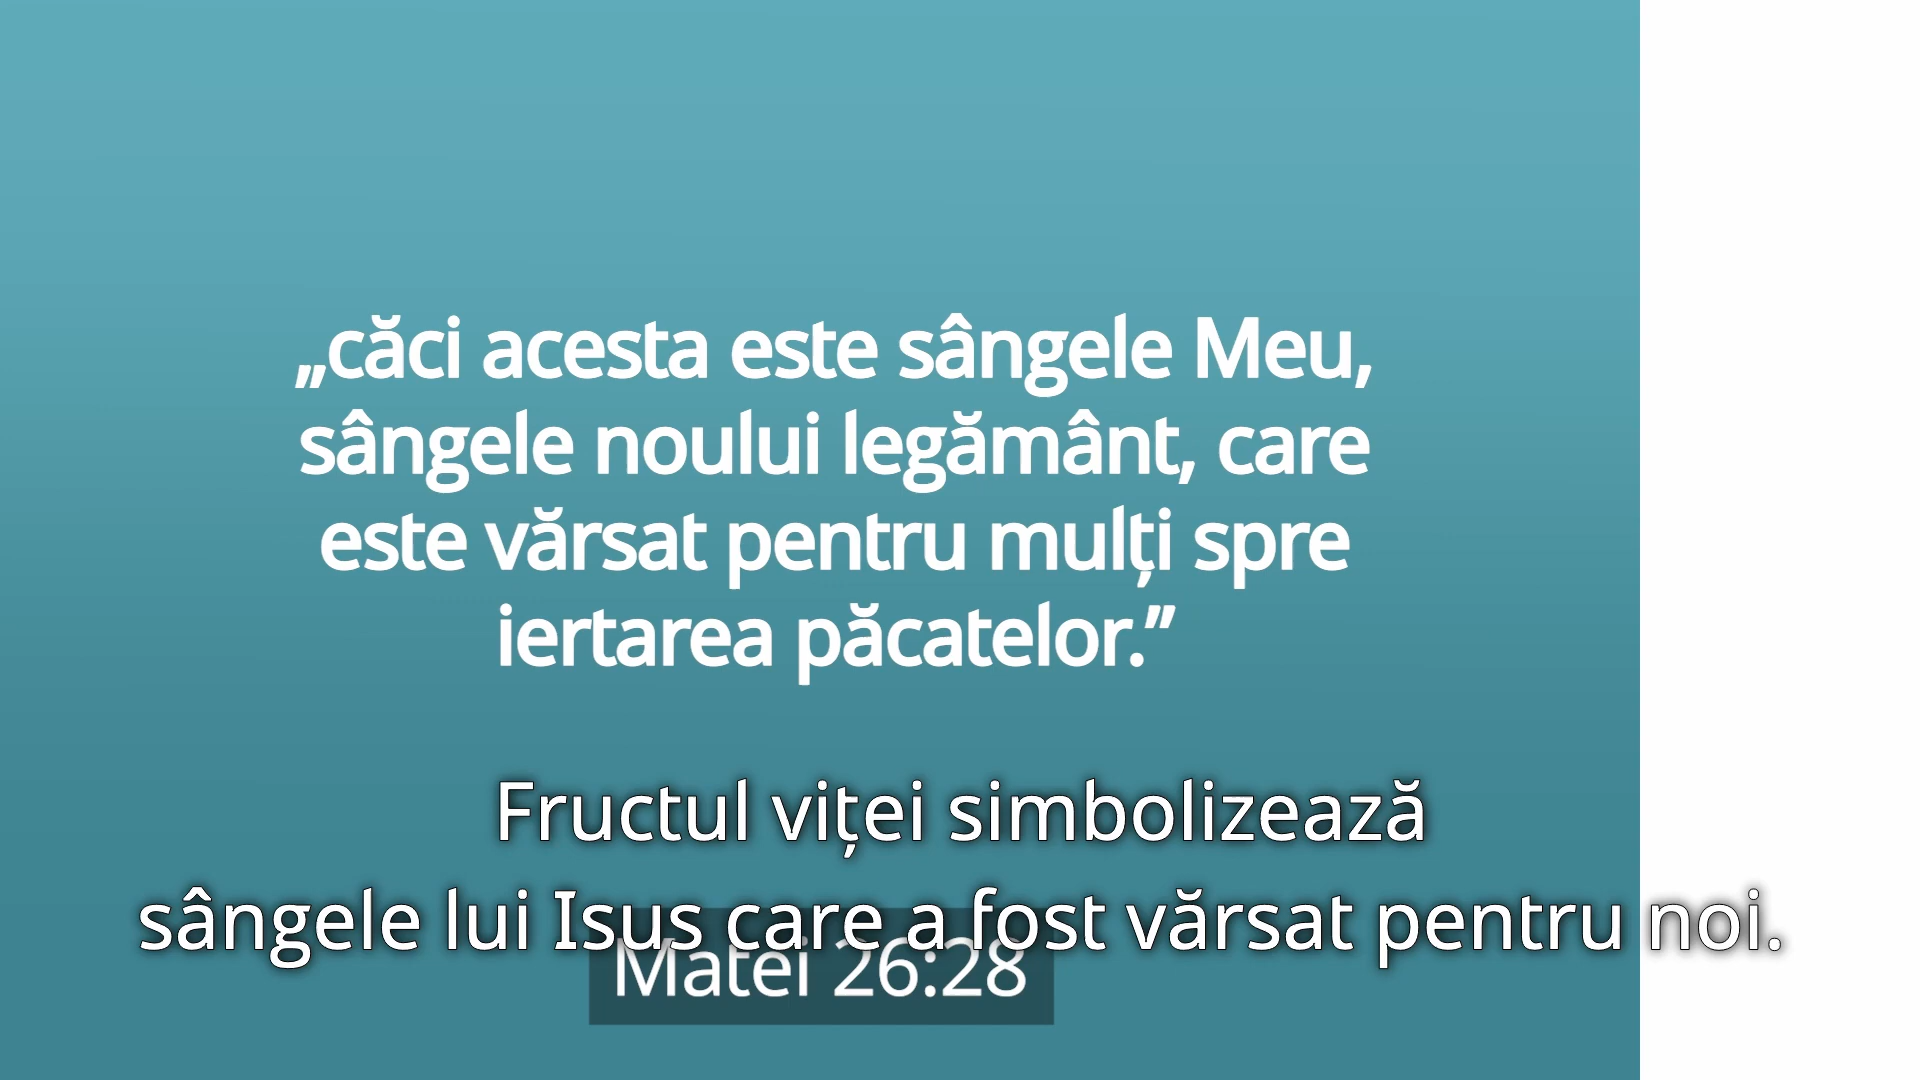 „căci acesta este sângele Meu,
sângele noului legământ, care
este vărsat pentru mulți spre
iertarea păcatelor.”
Fructul viței simbolizează
sângele lui Isus care a fost vărsat pentru noi.
Matei 26:28